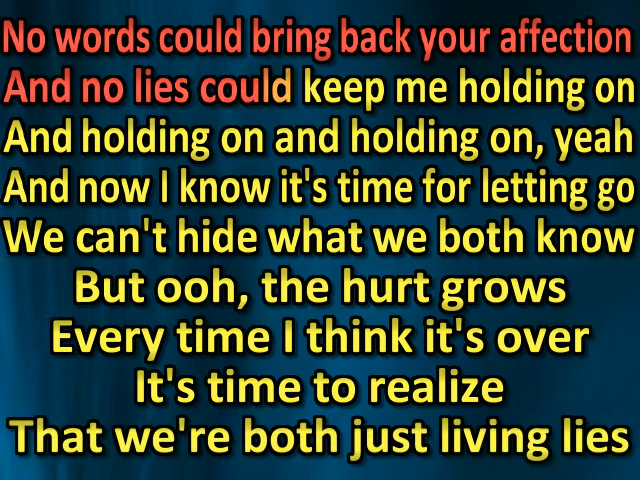 No words could bring back your affection
And no lies could keep me holding on
And holding on and holding on, yeah
And now I know it's time for letting go
We can't hide what we both know
But ooh, the hurt grows
Every time I think it's over
It's time to realize
That we're both just living lies